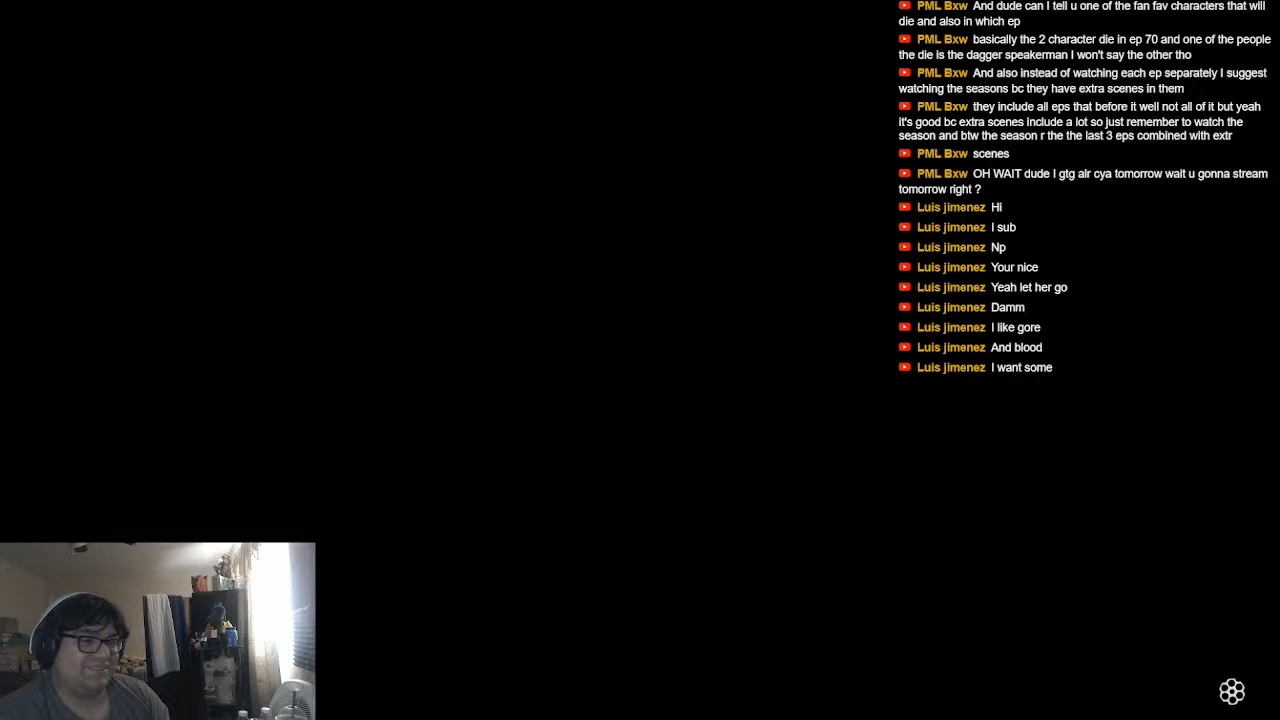 PML Bxw And dude can I tell u one of the fan fav characters that will
die and also in which ep
PML Bxw basically the 2 character die in ep 70 and one of the people
the die is the dagger speakerman I won't say the other tho
PML Bxw And also instead of watching each ep separately I suggest
watching the seasons bc they have extra scenes in them
PML Bxw they include all eps that before it well not all of it but yeah
it's good bc extra scenes include a lot so just remember to watch the
season and btw the season r the the last 3 eps combined with extr
PML Bxw scenes
PML Bxw OH WAIT dude I gtg alr cya tomorrow wait u gonna stream
tomorrow right ?
Luis jimenez Hi
Luis jimenez I sub
Luis jimenez Np
Luis jimenez Your nice
Luis jimenez Yeah let her go
Luis jimenez Damm
Luis jimenez I like gore
Luis jimenez And blood
Luis jimenez I want some